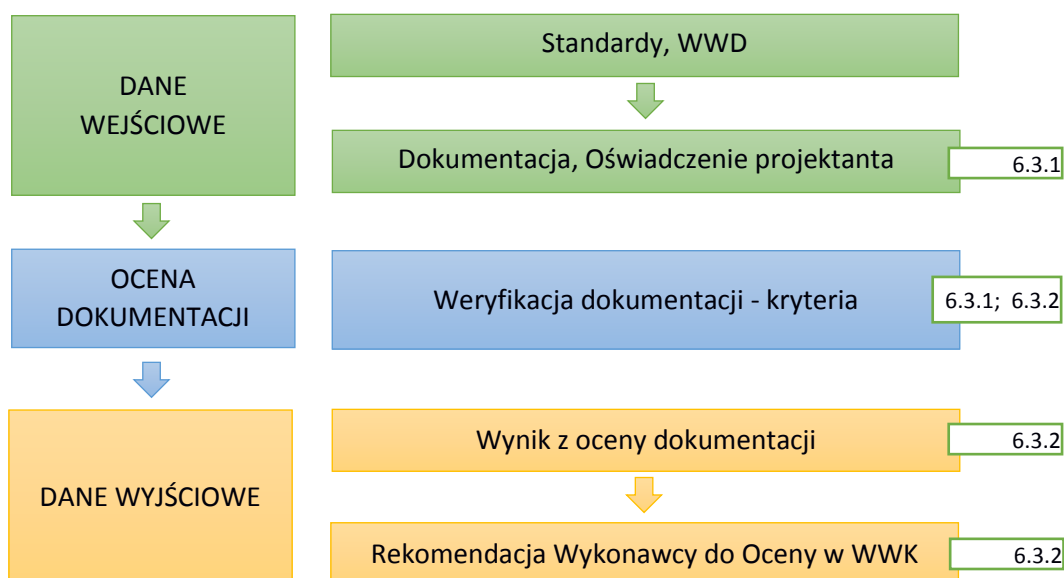 DANE
WEJŚCIOWE
Standardy, WWD
Dokumentacja, Oświadczenie projektanta
6.3.1
OCENA
DOKUMENTACJI
Weryfikacja dokumentacji - kryteria
6.3.1; 6.3.2
DANE WYJŚCIOWE
Wynik z oceny dokumentacji
6.3.2
Rekomendacja Wykonawcy do Oceny w WWK
6.3.2